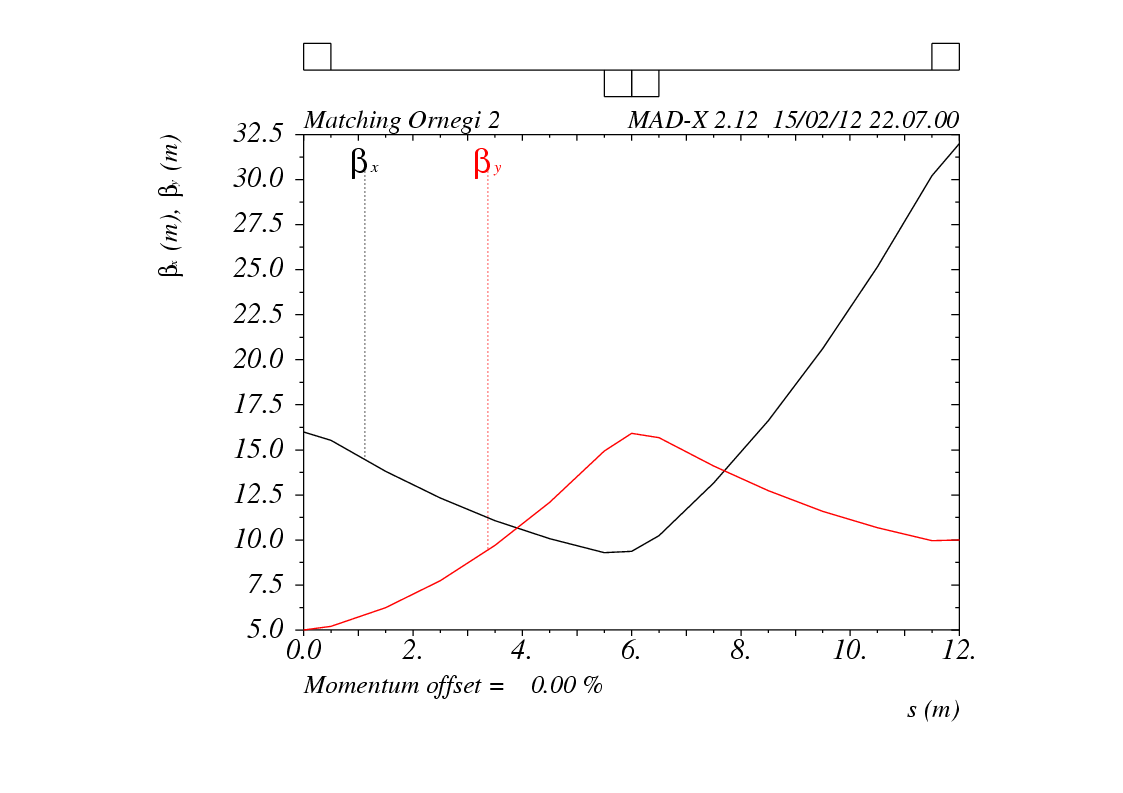 Matching Ornegi 2 MAD-X 2.12 15/02/12 22.07.00
βx (m), βy (m)
βx βy
32.5
30.0
27.5
25.0
22.5
20.0
17.5
15.0
12.5
10.0
7.5
5.0
0.0 2. 4. 6. 8. 10. 12.
Momentum offset = 0.00 %
s (m)